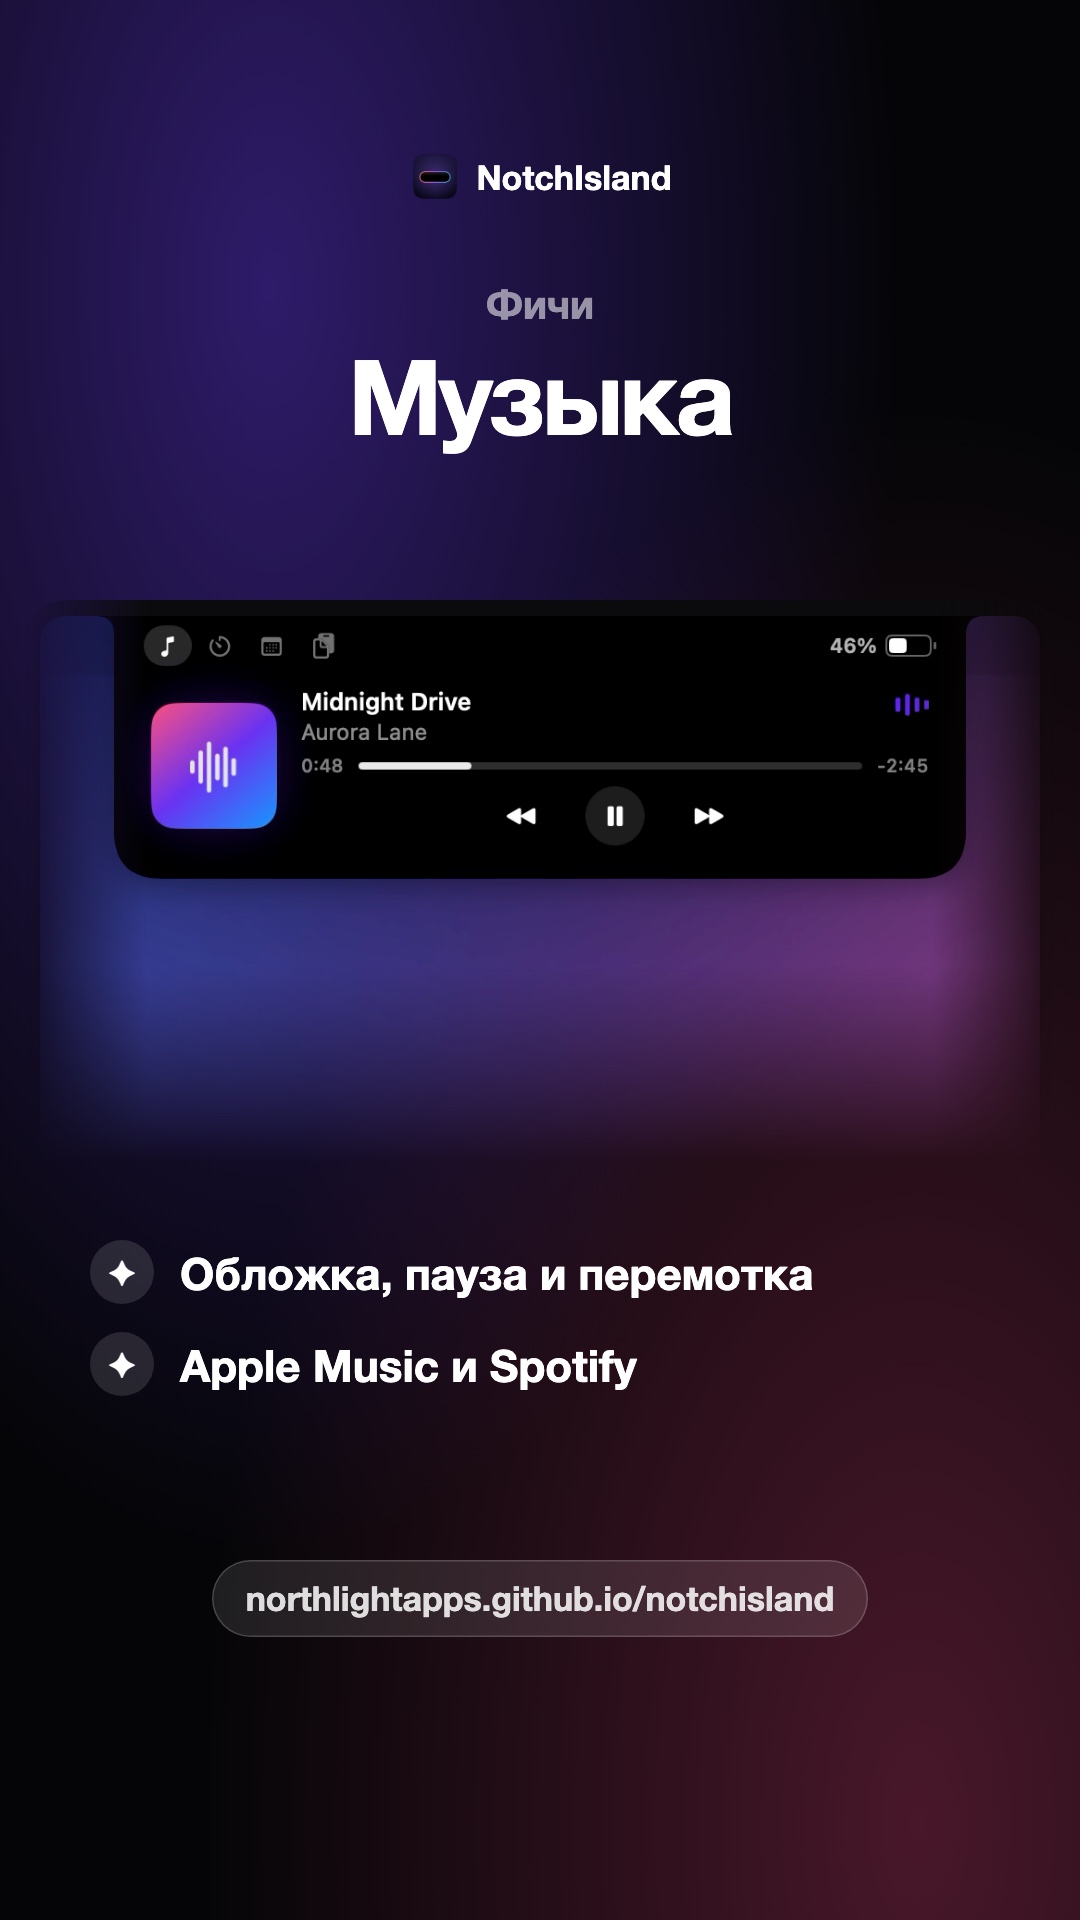 NotchIsland
Фичи
Музыка
46%
Midnight Drive
Aurora Lane
0:48 -2:45
Обложка, пауза и перемотка
Apple Music и Spotify
northlightapps.github.io/notchisland